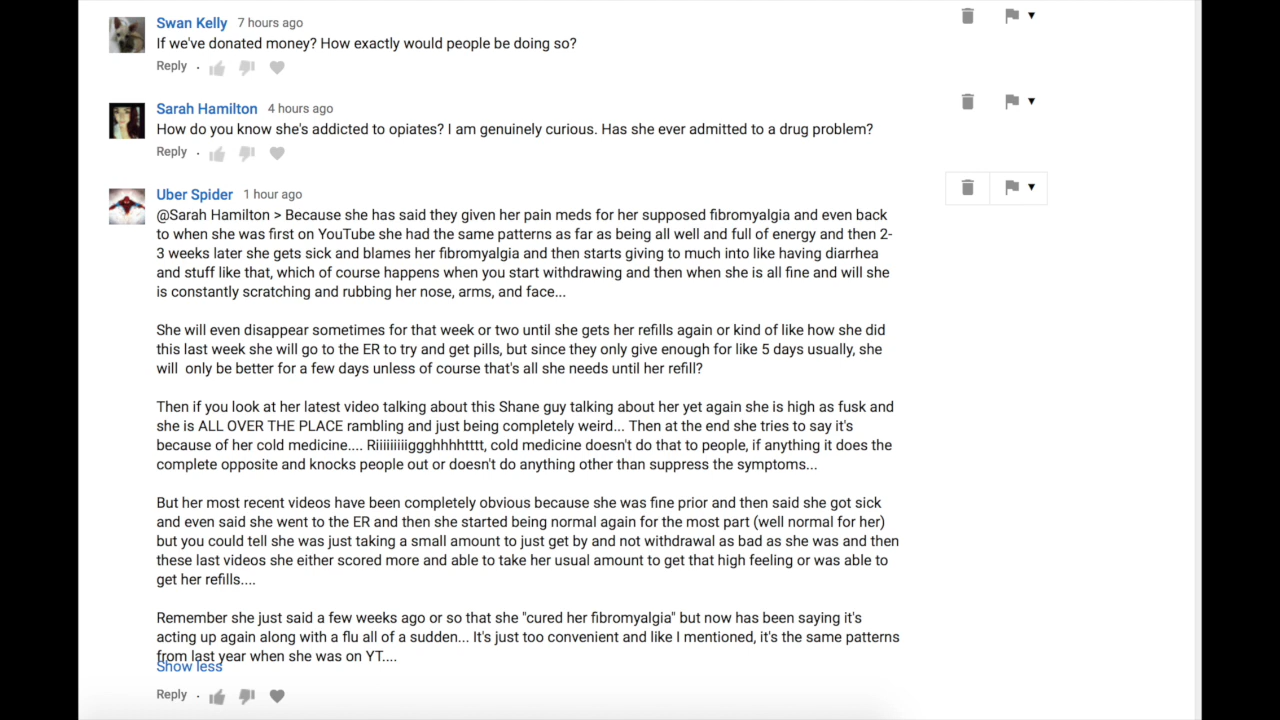 Swan Kelly 7 hours ago
If we've donated money? How exactly would people be doing so?
Reply .
Sarah Hamilton 4 hours ago
How do you know she's addicted to opiates? I am genuinely curious. Has she ever admitted to a drug problem?
Reply .
Uber Spider 1 hour ago
@Sarah Hamilton > Because she has said they given her pain meds for her supposed fibromyalgia and even back
to when she was first on YouTube she had the same patterns as far as being all well and full of energy and then 2-
3 weeks later she gets sick and blames her fibromyalgia and then starts giving to much into like having diarrhea
and stuff like that, which of course happens when you start withdrawing and then when she is all fine and will she
is constantly scratching and rubbing her nose, arms, and face...
She will even disappear sometimes for that week or two until she gets her refills again or kind of like how she did
this last week she will go to the ER to try and get pills, but since they only give enough for like 5 days usually, she
will only be better for a few days unless of course that's all she needs until her refill?
Then if you look at her latest video talking about this Shane guy talking about her yet again she is high as fusk and
she is ALL OVER THE PLACE rambling and just being completely weird... Then at the end she tries to say it's
because of her cold medicine.... Riiiiiiiiiggghhhhtttt, cold medicine doesn't do that to people, if anything it does the
complete opposite and knocks people out or doesn't do anything other than suppress the symptoms...
But her most recent videos have been completely obvious because she was fine prior and then said she got sick
and even said she went to the ER and then she started being normal again for the most part (well normal for her)
but you could tell she was just taking a small amount to just get by and not withdrawal as bad as she was and then
these last videos she either scored more and able to take her usual amount to get that high feeling or was able to
get her refills....
Remember she just said a few weeks ago or so that she "cured her fibromyalgia" but now has been saying it's
acting up again along with a flu all of a sudden... It's just too convenient and like I mentioned, it's the same patterns
from last year when she was on YT....
Show less
Reply .